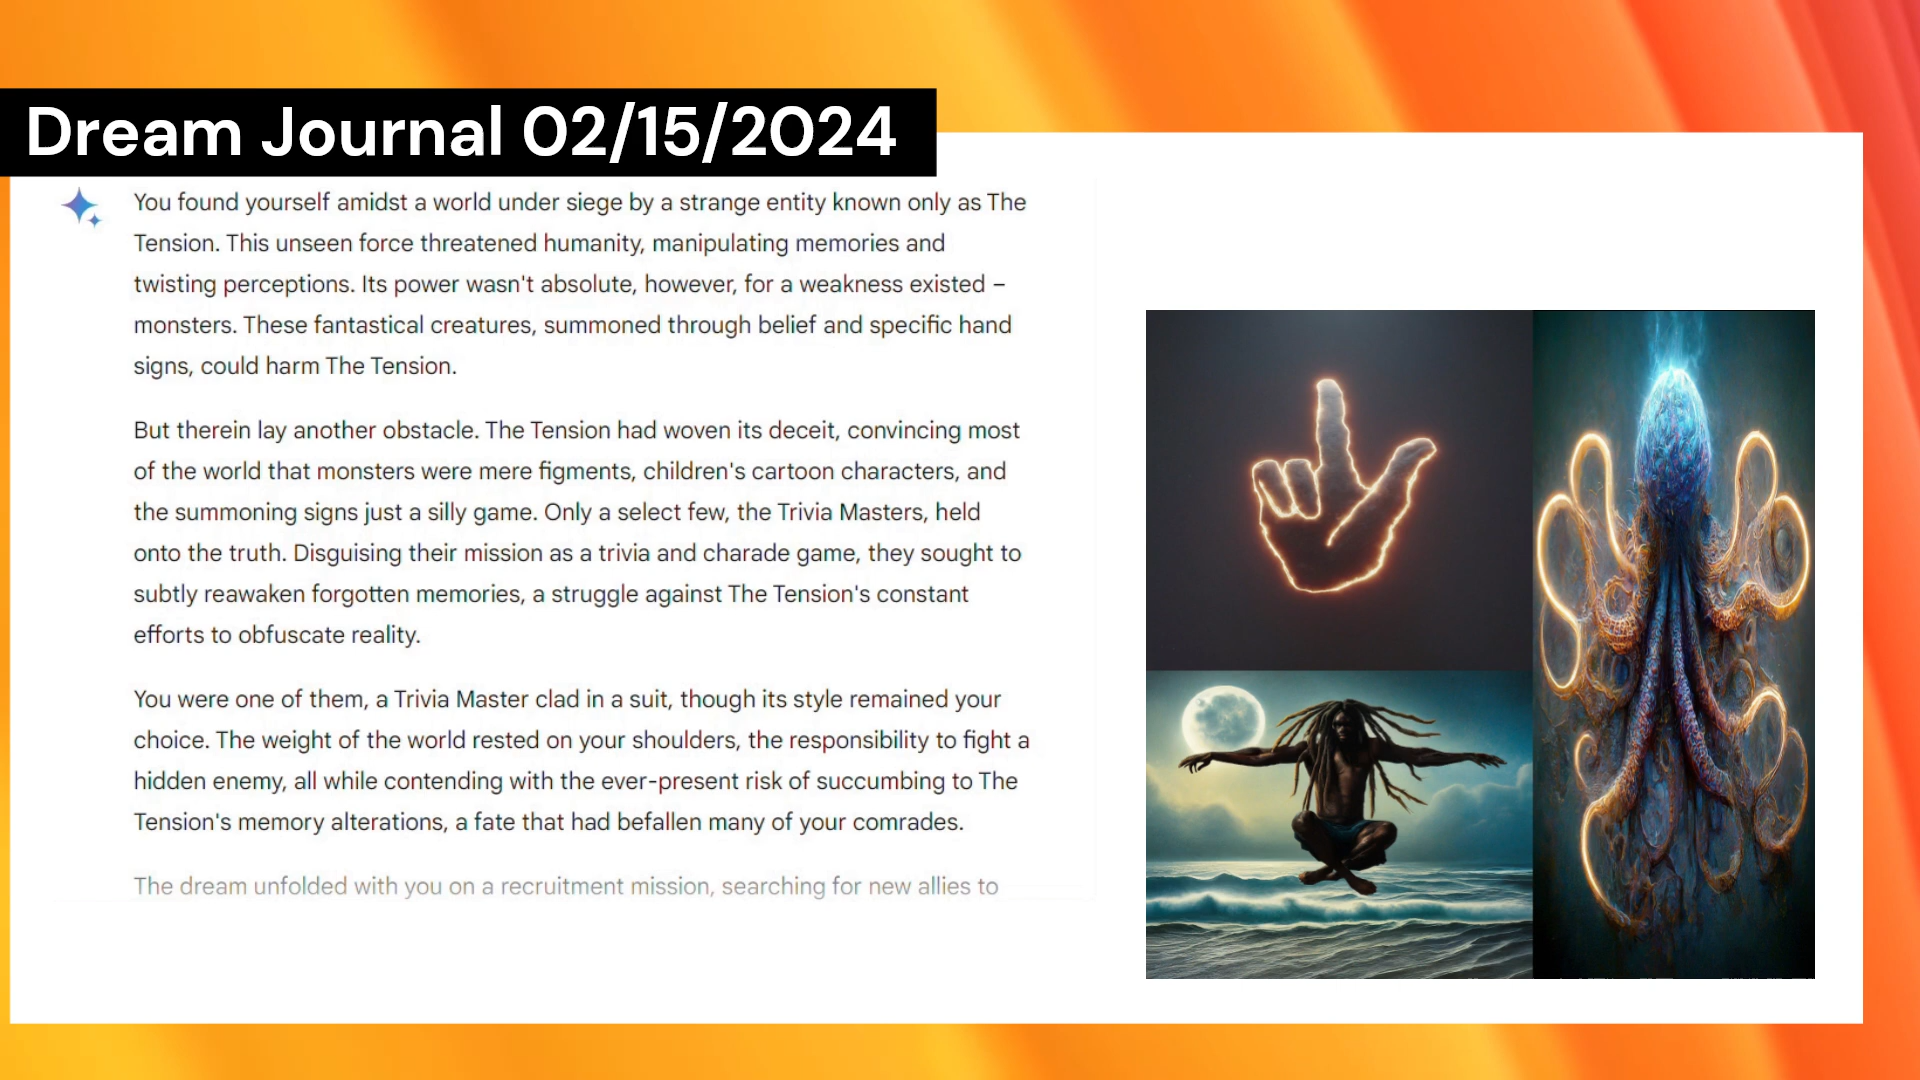 Dream Journal 02/15/2024
You found yourself amidst a world under siege by a strange entity known only as The
Tension. This unseen force threatened humanity, manipulating memories and
twisting perceptions. Its power wasn't absolute, however, for a weakness existed –
monsters. These fantastical creatures, summoned through belief and specific hand
signs, could harm The Tension.
But therein lay another obstacle. The Tension had woven its deceit, convincing most
of the world that monsters were mere figments, children's cartoon characters, and
the summoning signs just a silly game. Only a select few, the Trivia Masters, held
onto the truth. Disguising their mission as a trivia and charade game, they sought to
subtly reawaken forgotten memories, a struggle against The Tension's constant
efforts to obfuscate reality.
You were one of them, a Trivia Master clad in a suit, though its style remained your
choice. The weight of the world rested on your shoulders, the responsibility to fight a
hidden enemy, all while contending with the ever-present risk of succumbing to The
Tension's memory alterations, a fate that had befallen many of your comrades.
The dream unfolded with you on a recruitment mission, searching for new allies to